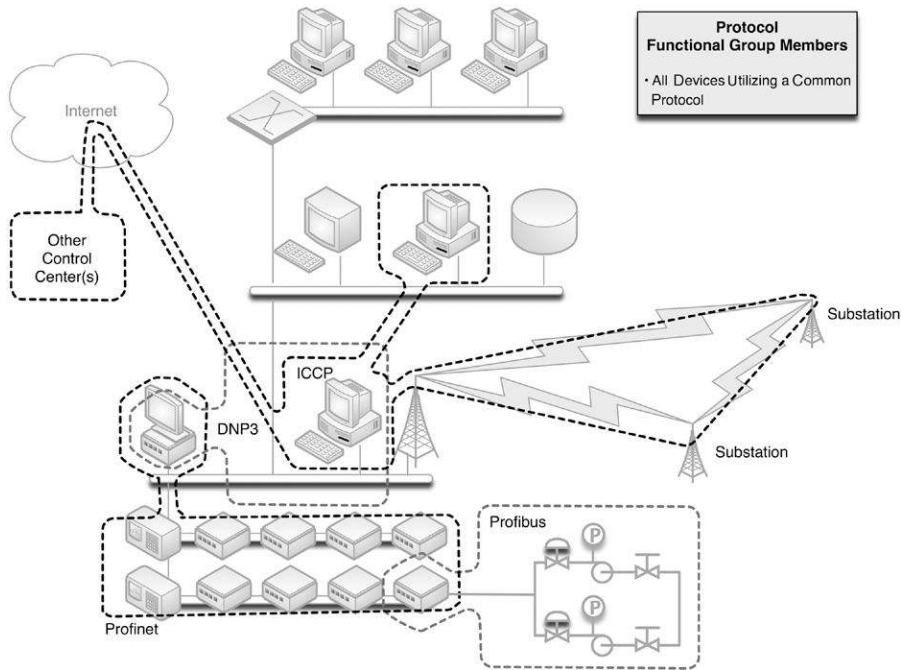 Protocol
Functional Group Members
• All Devices Utilizing a Common
Protocol
Internet
Other
Control
Center(s)
Substation
ICCP
DNP3
Substation
Profibus
P
P
Profinet